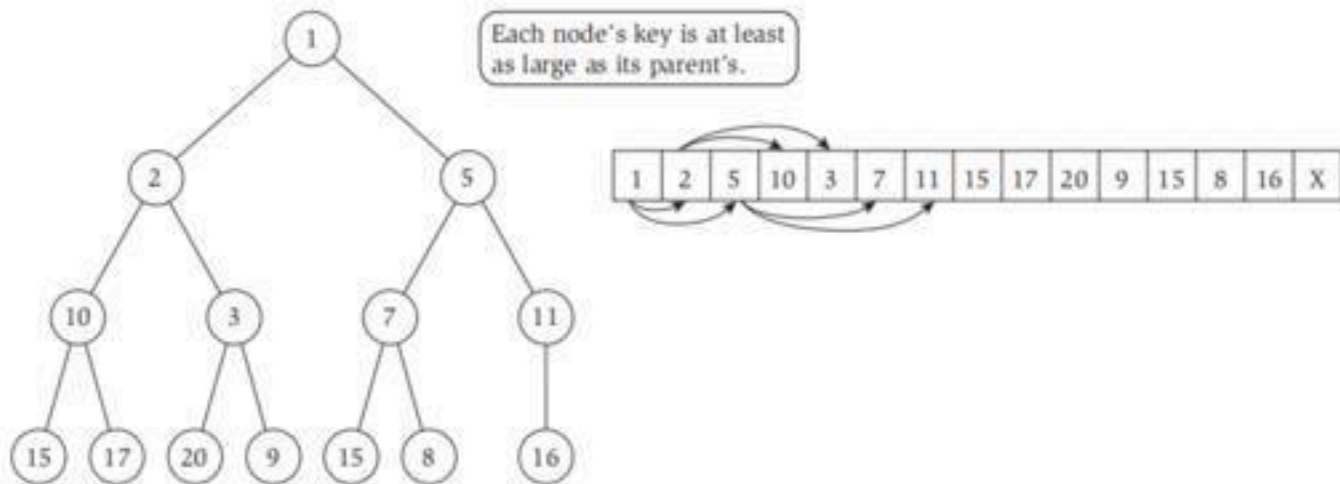 1
Each node's key is at least
as large as its parent's.
2 5
1 2 5 10 3 7 11 15 17 20 9 15 8 16 X
10 3 7 11
15 17 20 9 15 8 16